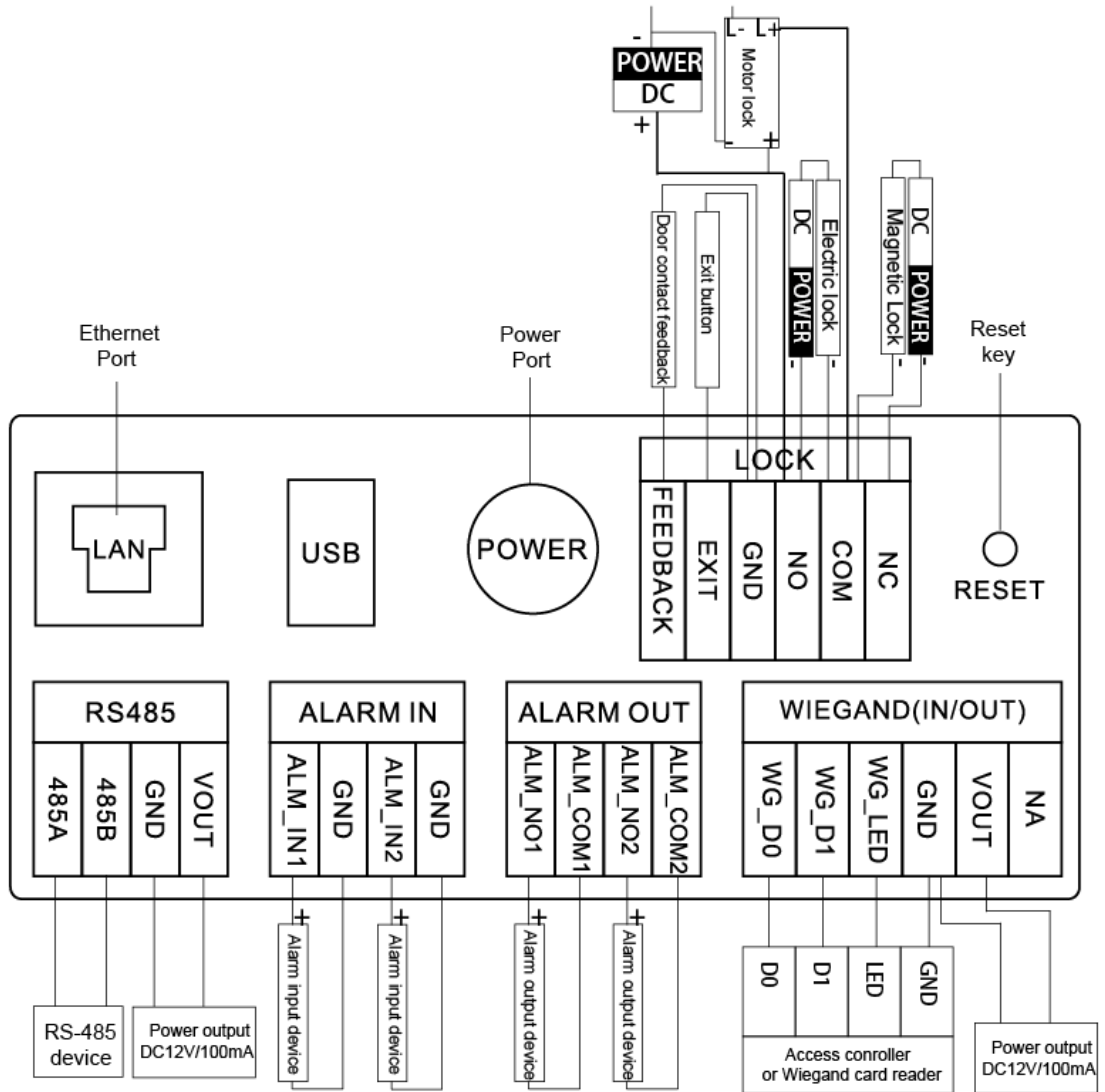 L- L+
-
POWER
DC
+
Motor lock
-
+
Door contact feedback
Exit button
DC POWER
-
Electric lock
-
Magnetic Lock
-
DC POWER
-
Ethernet
Port
Power
Port
Reset
key
LAN
USB
POWER
LOCK
FEEDBACK
EXIT
GND
NO
COM
NC
RESET
RS485
485A
485B
GND
VOUT
ALARM IN
ALM_IN1
GND
ALM_IN2
GND
ALARM OUT
ALM_NO1
ALM_COM1
ALM_NO2
ALM_COM2
WIEGAND(IN/OUT)
WG_D0
WG_D1
WG_LED
GND
VOUT
NA
RS-485
device
Power output
DC12V/100mA
+
Alarm input device
+
Alarm input device
+
Alarm output device
+
Alarm output device
D0
D1
LED
GND
Access conroller
or Wiegand card reader
Power output
DC12V/100mA